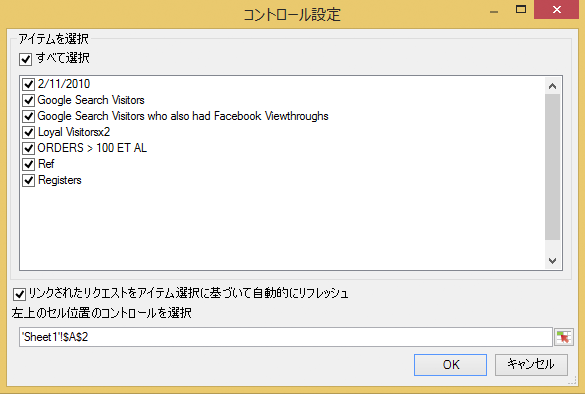 コントロール設定
アイテムを選択
すべて選択
2/11/2010
Google Search Visitors
Google Search Visitors who also had Facebook Viewthroughs
Loyal Visitorsx2
ORDERS > 100 ET AL
Ref
Registers
リンクされたリクエストをアイテム選択に基づいて自動的にリフレッシュ
左上のセル位置のコントロールを選択
'Sheet1'!$A$2
OK
キャンセル